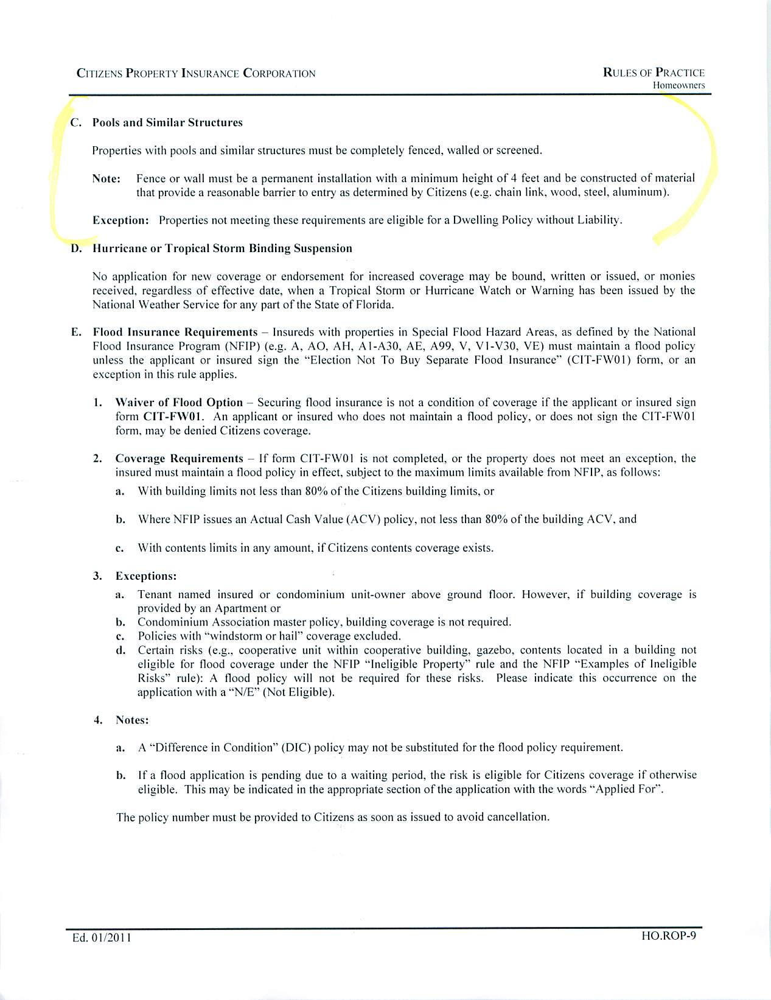 CITIZENS PROPERTY INSURANCE CORPORATION
RULES OF PRACTICE
Homeowners
C. Pools and Similar Structures
Properties with pools and similar structures must be completely fenced, walled or screened.
Note: Fence or wall must be a permanent installation with a minimum height of 4 feet and be constructed of material
that provide a reasonable barrier to entry as determined by Citizens (e.g. chain link, wood, steel, aluminum).
Exception: Properties not meeting these requirements are eligible for a Dwelling Policy without Liability.
D. Hurricane or Tropical Storm Binding Suspension
No application for new coverage or endorsement for increased coverage may be bound, written or issued, or monies
received, regardless of effective date, when a Tropical Storm or Hurricane Watch or Warning has been issued by the
National Weather Service for any part of the State of Florida.
E. Flood Insurance Requirements – Insureds with properties in Special Flood Hazard Areas, as defined by the National
Flood Insurance Program (NFIP) (e.g. A, AO, AH, A1-A30, AE, A99, V, V1-V30, VE) must maintain a flood policy
unless the applicant or insured sign the “Election Not To Buy Separate Flood Insurance” (CIT-FW01) form, or an
exception in this rule applies.
1. Waiver of Flood Option – Securing flood insurance is not a condition of coverage if the applicant or insured sign
form CIT-FW01. An applicant or insured who does not maintain a flood policy, or does not sign the CIT-FW01
form, may be denied Citizens coverage.
2. Coverage Requirements – If form CIT-FW01 is not completed, or the property does not meet an exception, the
insured must maintain a flood policy in effect, subject to the maximum limits available from NFIP, as follows:
a. With building limits not less than 80% of the Citizens building limits, or
b. Where NFIP issues an Actual Cash Value (ACV) policy, not less than 80% of the building ACV, and
c. With contents limits in any amount, if Citizens contents coverage exists.
3. Exceptions:
a. Tenant named insured or condominium unit-owner above ground floor. However, if building coverage is
provided by an Apartment or
b. Condominium Association master policy, building coverage is not required.
c. Policies with “windstorm or hail” coverage excluded.
d. Certain risks (e.g., cooperative unit within cooperative building, gazebo, contents located in a building not
eligible for flood coverage under the NFIP “Ineligible Property” rule and the NFIP “Examples of Ineligible
Risks” rule): A flood policy will not be required for these risks. Please indicate this occurrence on the
application with a “N/E” (Not Eligible).
4. Notes:
a. A “Difference in Condition” (DIC) policy may not be substituted for the flood policy requirement.
b. If a flood application is pending due to a waiting period, the risk is eligible for Citizens coverage if otherwise
eligible. This may be indicated in the appropriate section of the application with the words “Applied For”.
The policy number must be provided to Citizens as soon as issued to avoid cancellation.
Ed. 01/2011
HO.ROP-9